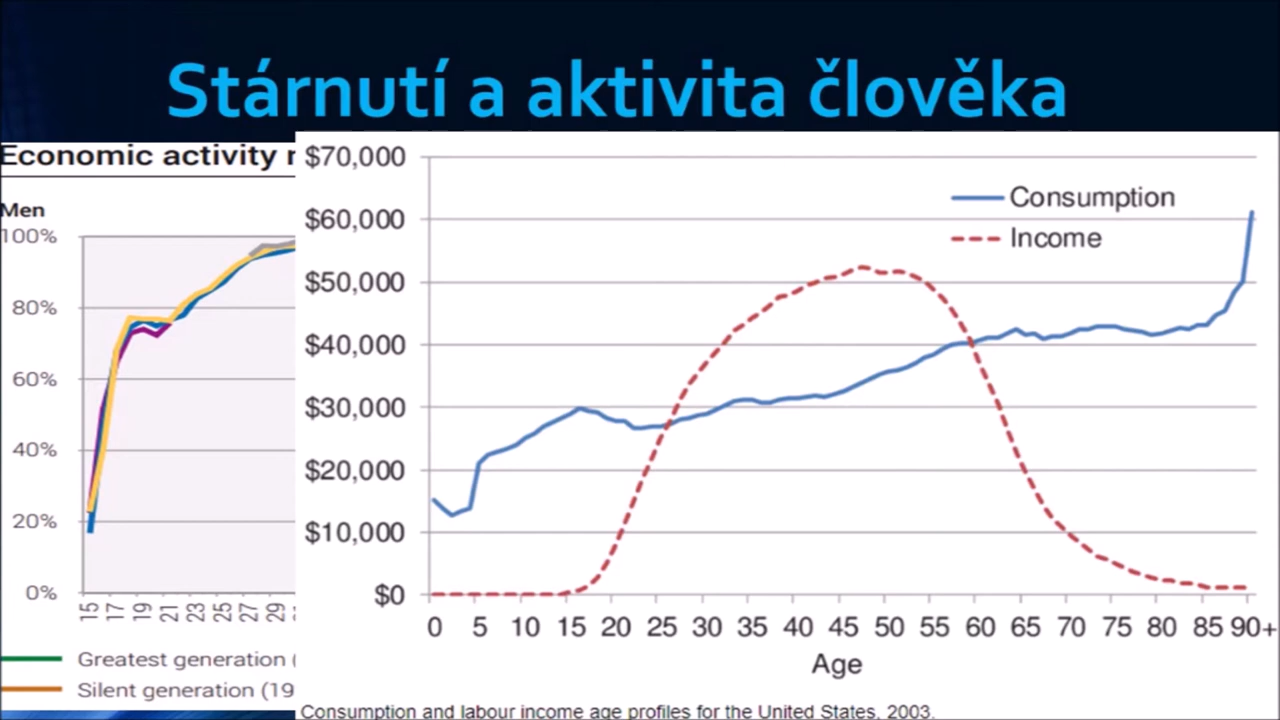 Stárnutí a aktivita člověka
Economic activity
Men
100%
80%
60%
40%
20%
0%
15 17 19 21 23 25 27 29
Greatest generation (
Silent generation (19
$70,000
$60,000
$50,000
$40,000
$30,000
$20,000
$10,000
$0
Consumption
Income
0 5 10 15 20 25 30 35 40 45 50 55 60 65 70 75 80 85 90+
Age
Consumption and labour income age profiles for the United States, 2003.